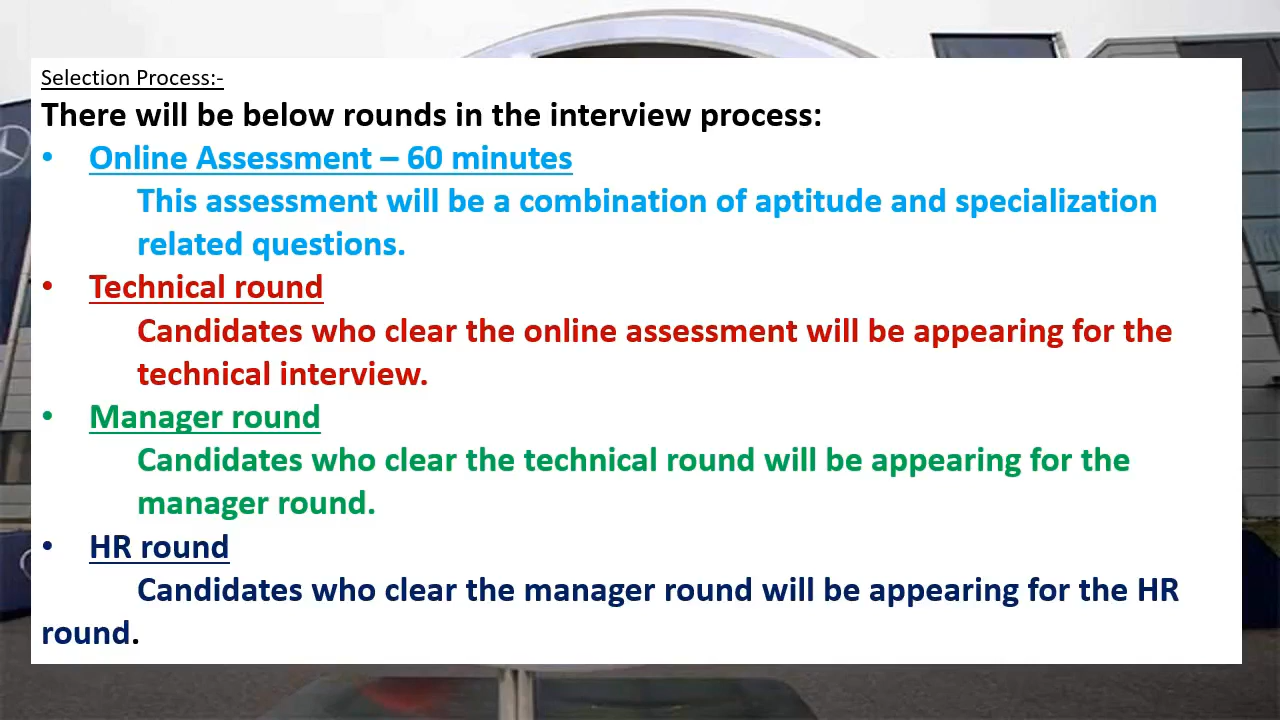 Selection Process:-
There will be below rounds in the interview process:
• Online Assessment – 60 minutes
This assessment will be a combination of aptitude and specialization
related questions.
• Technical round
Candidates who clear the online assessment will be appearing for the
technical interview.
• Manager round
Candidates who clear the technical round will be appearing for the
manager round.
• HR round
Candidates who clear the manager round will be appearing for the HR
round.